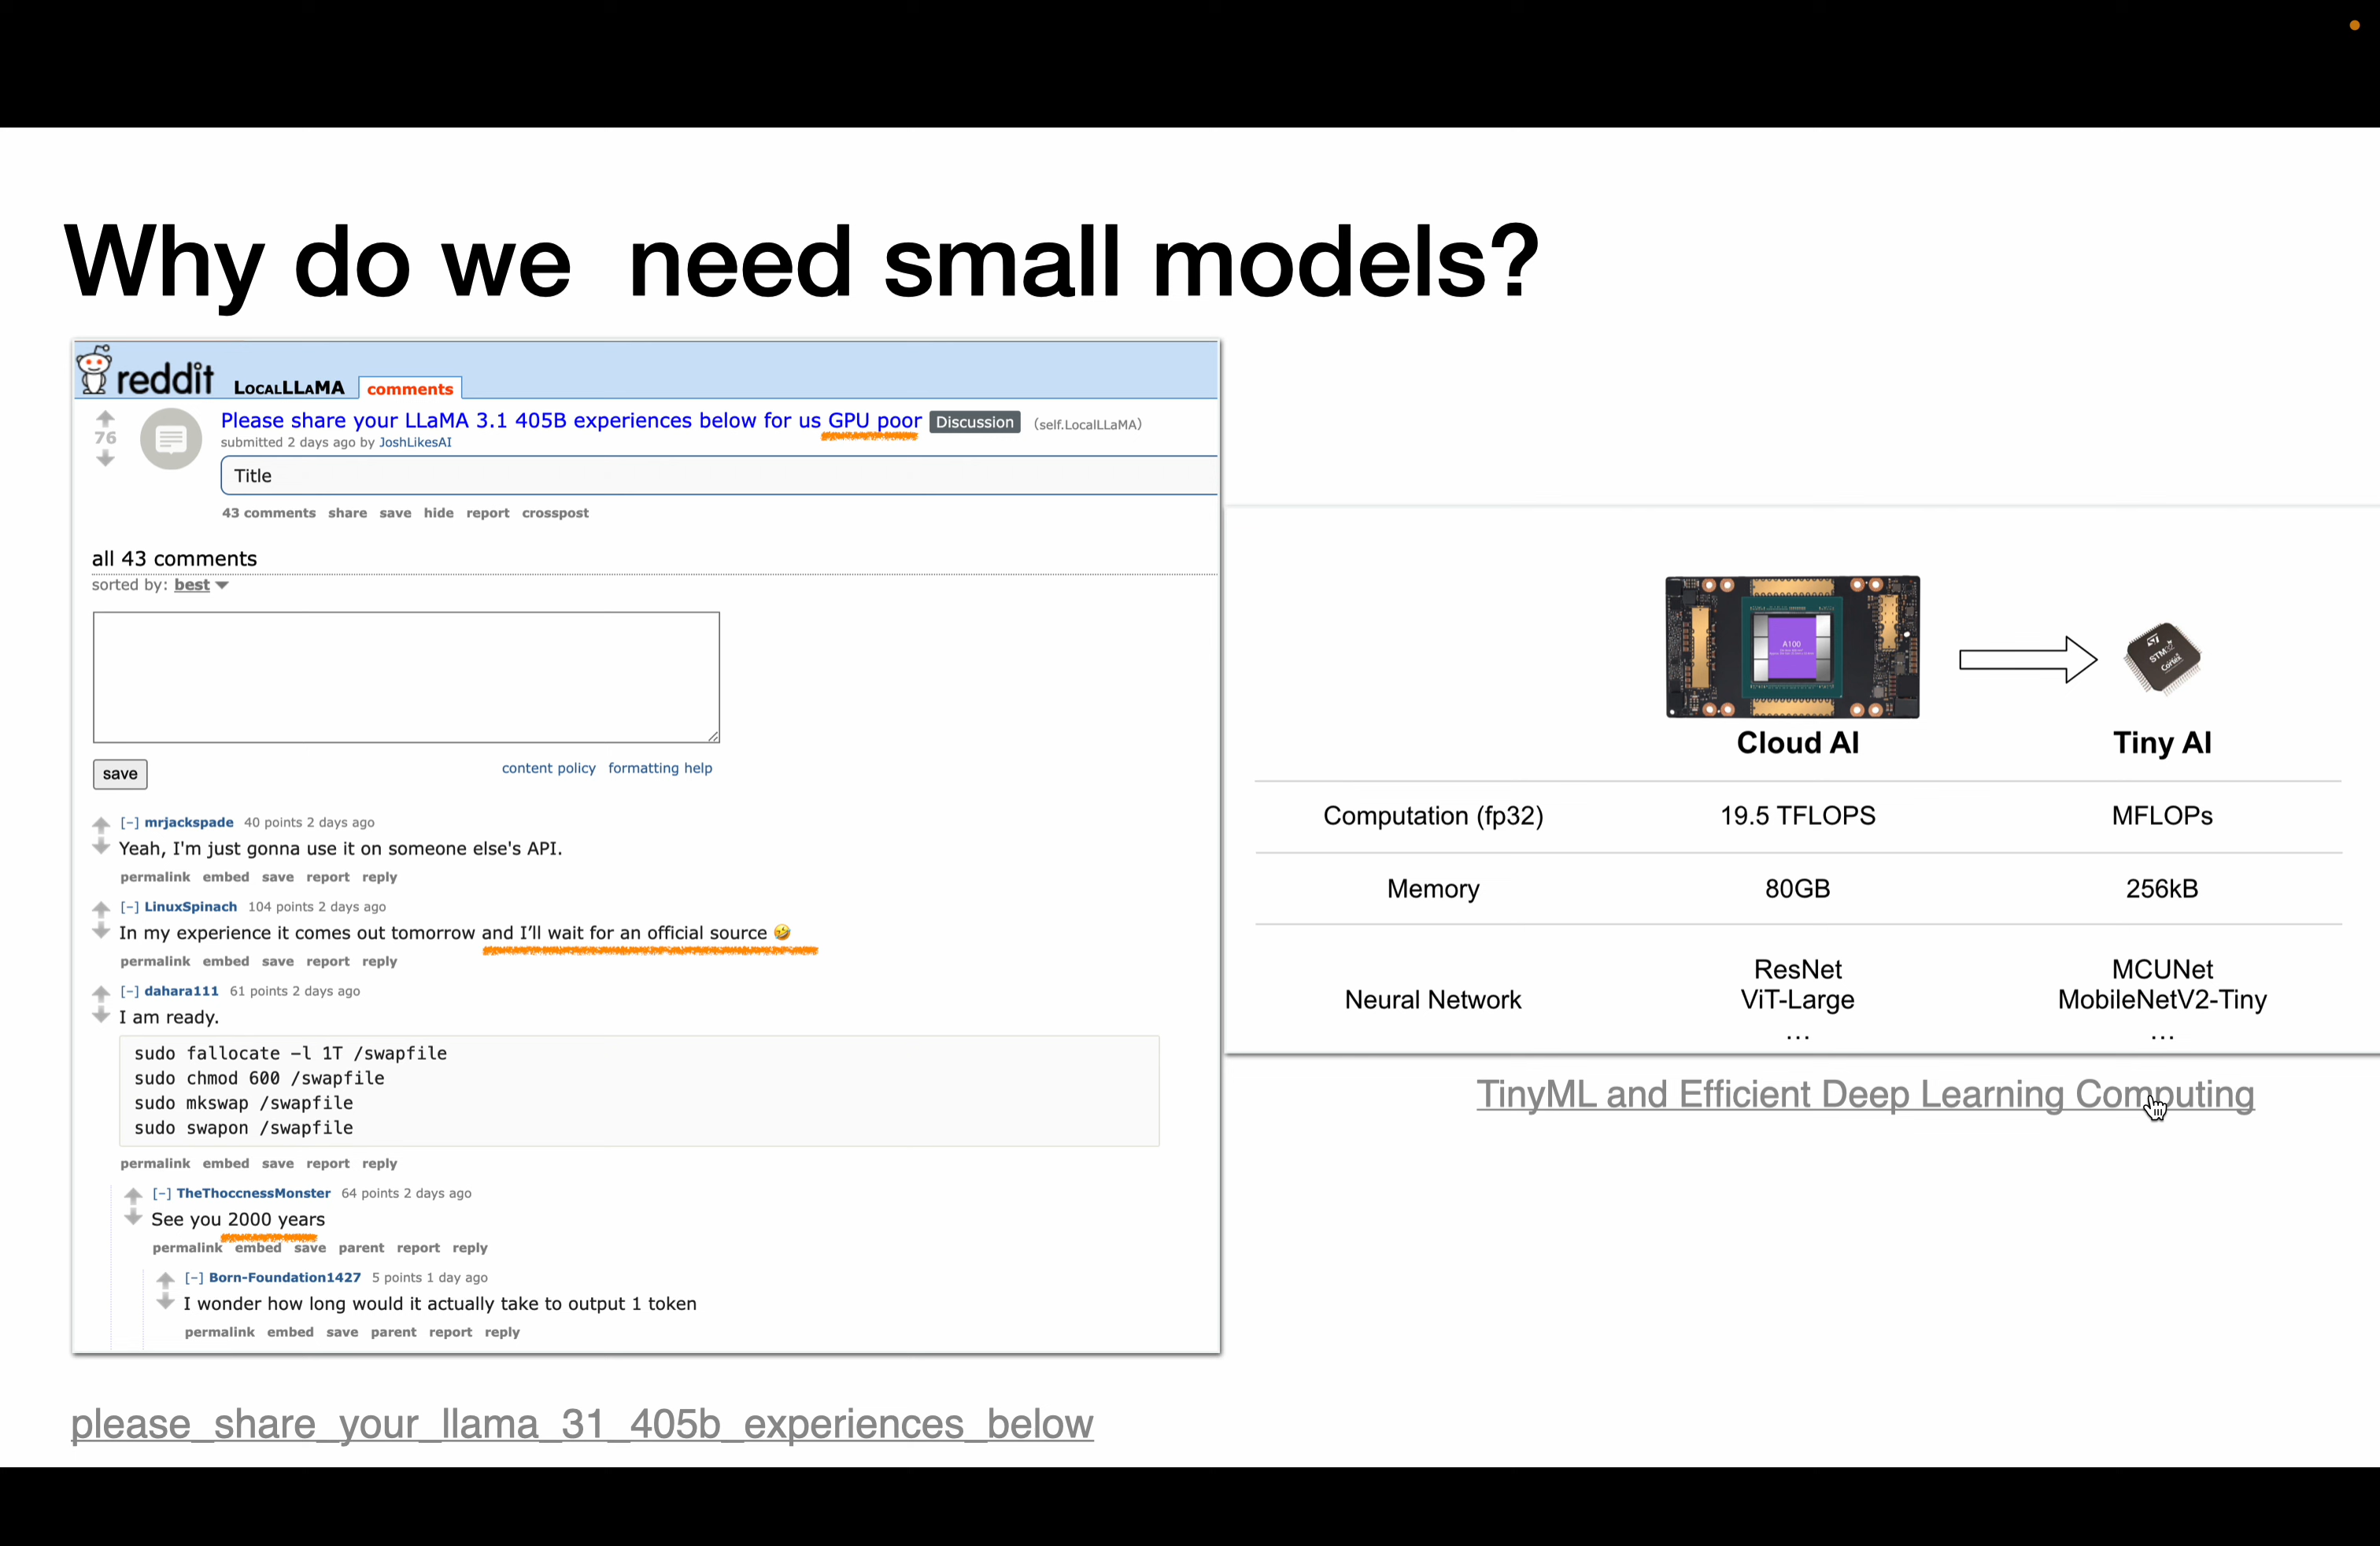 Why do we  need small models?
reddit LOCALLLAMA comments
Please share your LLaMA 3.1 405B experiences below for us GPU poor Discussion (self.LocalLLaMA)
76
submitted 2 days ago by JoshLikesAI
Title
43 comments share save hide report crosspost
all 43 comments
sorted by: best
save
content policy formatting help
[–] mrjackspade 40 points 2 days ago
Yeah, I'm just gonna use it on someone else's API.
permalink embed save report reply
[–] LinuxSpinach 104 points 2 days ago
In my experience it comes out tomorrow and I’ll wait for an official source 🤣
permalink embed save report reply
[–] dahara111 61 points 2 days ago
I am ready.
sudo fallocate –l 1T /swapfile
sudo chmod 600 /swapfile
sudo mkswap /swapfile
sudo swapon /swapfile
permalink embed save report reply
[–] TheThoccnessMonster 64 points 2 days ago
See you 2000 years
permalink embed save parent report reply
[–] Born-Foundation1427 5 points 1 day ago
I wonder how long would it actually take to output 1 token
permalink embed save parent report reply
please_share_your_llama_31_405b_experiences_below
A100
ST
STM32
Cortex
Cloud AI Tiny AI
Computation (fp32) 19.5 TFLOPS MFLOPs
Memory 80GB 256kB
Neural Network
ResNet
ViT-Large
...
MCUNet
MobileNetV2-Tiny
...
TinyML and Efficient Deep Learning Computing